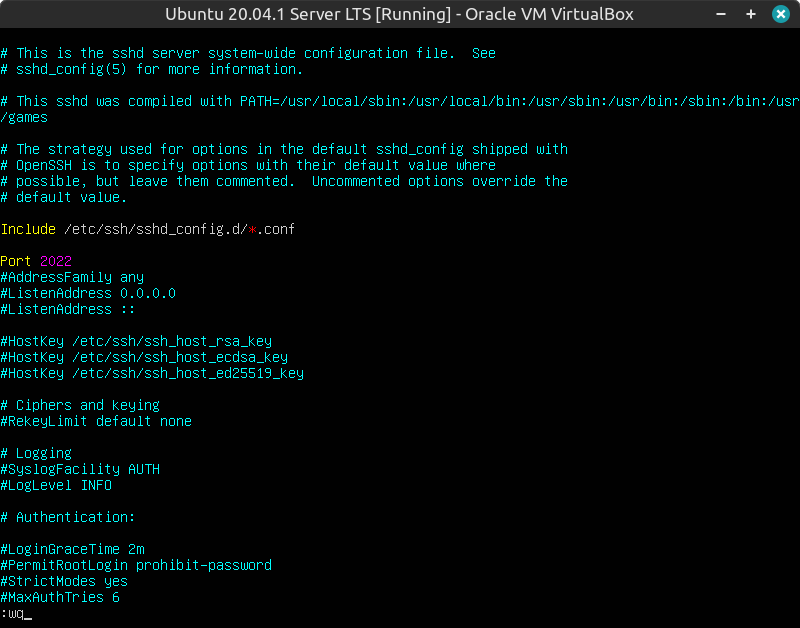 Ubuntu 20.04.1 Server LTS [Running] - Oracle VM VirtualBox
# This is the sshd server system-wide configuration file.  See
# sshd_config(5) for more information.
# This sshd was compiled with PATH=/usr/local/sbin:/usr/local/bin:/usr/sbin:/usr/bin:/sbin:/bin:/usr
/games
# The strategy used for options in the default sshd_config shipped with
# OpenSSH is to specify options with their default value where
# possible, but leave them commented.  Uncommented options override the
# default value.
Include /etc/ssh/sshd_config.d/*.conf
Port 2022
#AddressFamily any
#ListenAddress 0.0.0.0
#ListenAddress ::
#HostKey /etc/ssh/ssh_host_rsa_key
#HostKey /etc/ssh/ssh_host_ecdsa_key
#HostKey /etc/ssh/ssh_host_ed25519_key
# Ciphers and keying
#RekeyLimit default none
# Logging
#SyslogFacility AUTH
#LogLevel INFO
# Authentication:
#LoginGraceTime 2m
#PermitRootLogin prohibit-password
#StrictModes yes
#MaxAuthTries 6
:wq_